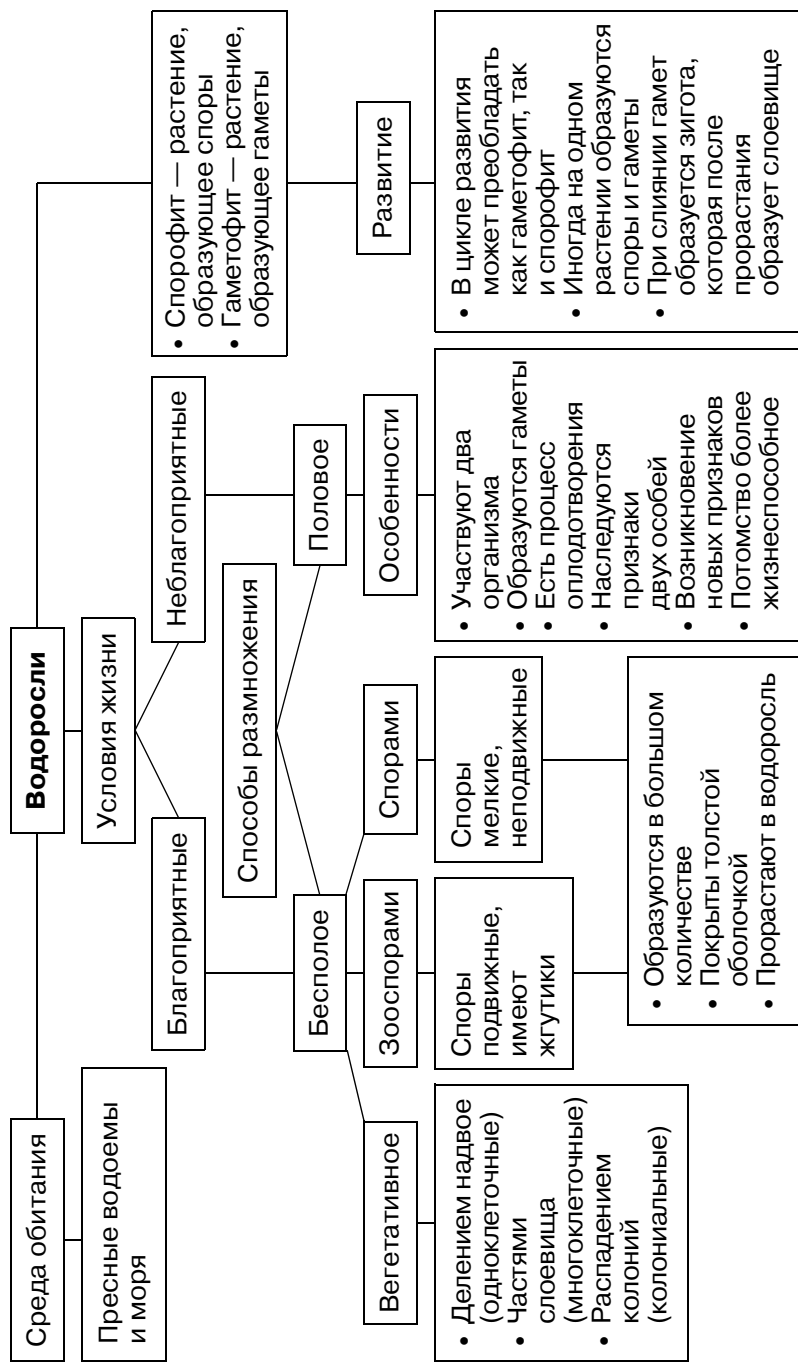 Водоросли
Среда обитания
Пресные водоемы
и моря
Условия жизни
Благоприятные
Неблагоприятные
Способы размножения
Бесполое
Половое
Вегетативное
• Делением надвое
(одноклеточные)
• Частями
слоевища
(многоклеточные)
• Распадением
колоний
(колониальные)
Зооспорами
Споры
подвижные,
имеют
жгутики
Спорами
Споры
мелкие,
неподвижные
• Образуются в большом
количестве
• Покрыты толстой
оболочкой
• Прорастают в водоросль
Особенности
• Участвуют два
организма
• Образуются гаметы
• Есть процесс
оплодотворения
• Наследуются
признаки
двух особей
• Возникновение
новых признаков
• Потомство более
жизнеспособное
• Спорофит — растение,
образующее споры
• Гаметофит — растение,
образующее гаметы
Развитие
• В цикле развития
может преобладать
как гаметофит, так
и спорофит
• Иногда на одном
растении образуются
споры и гаметы
• При слиянии гамет
образуется зигота,
которая после
прорастания
образует слоевище